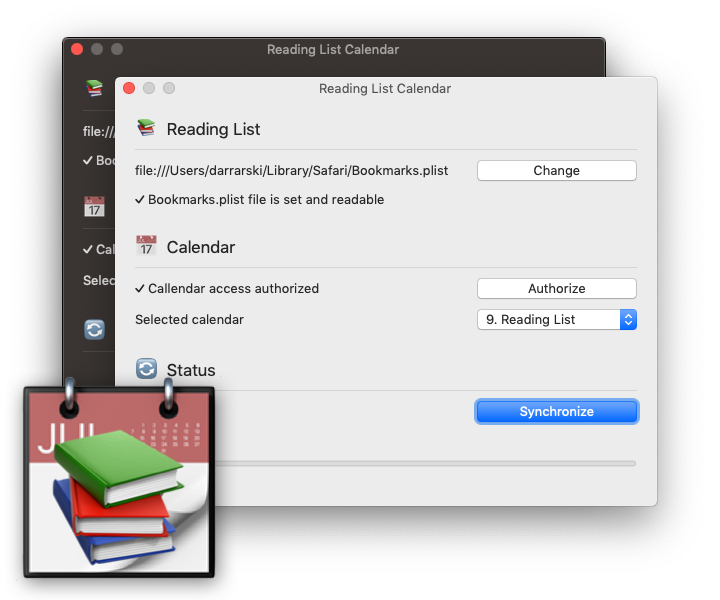 Reading List Calendar
Reading List Calendar
Reading List
file:///
file:///Users/darrarski/Library/Safari/Bookmarks.plist
Change
✓ Boo
✓ Bookmarks.plist file is set and readable
17
17
Calendar
✓ Cal
✓ Callendar access authorized
Authorize
Selec
Selected calendar
9. Reading List
Status
Synchronize
JUL